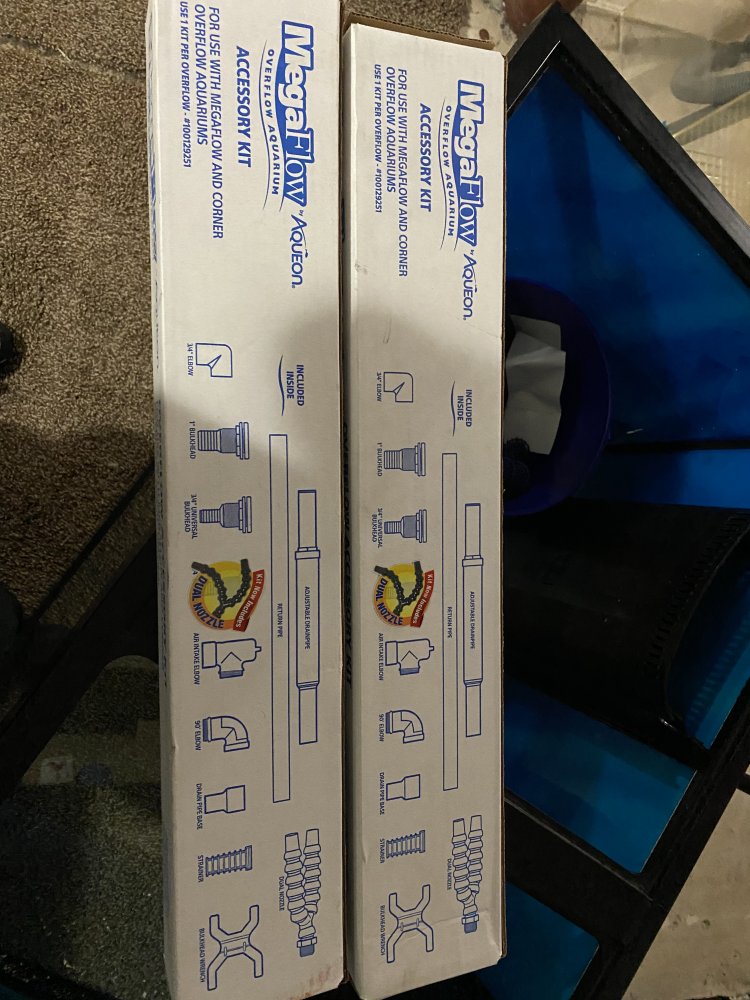 MegaFlow by AQUEON.
OVERFLOW AQUARIUM
ACCESSORY KIT
FOR USE WITH MEGAFLOW AND CORNER
OVERFLOW AQUARIUMS
USE 1 KIT PER OVERFLOW - #100129251
INCLUDED
INSIDE
3/4" ELBOW
1" BULKHEAD
3/4" UNIVERSAL
BULKHEAD
Kit Now Includes
DUAL NOZZLE
ADJUSTABLE DRAINPIPE
RETURN PIPE
AIR INTAKE ELBOW
90° ELBOW
DRAIN PIPE BASE
STRAINER
DUAL NOZZLE
BULKHEAD WRENCH
MegaFlow by AQUEON.
OVERFLOW AQUARIUM
ACCESSORY KIT
FOR USE WITH MEGAFLOW AND CORNER
OVERFLOW AQUARIUMS
USE 1 KIT PER OVERFLOW - #100129251
INCLUDED
INSIDE
3/4" ELBOW
1" BULKHEAD
3/4" UNIVERSAL
BULKHEAD
Kit Now Includes
DUAL NOZZLE
ADJUSTABLE DRAINPIPE
RETURN PIPE
AIR INTAKE ELBOW
90° ELBOW
DRAIN PIPE BASE
STRAINER
DUAL NOZZLE
BULKHEAD WRENCH